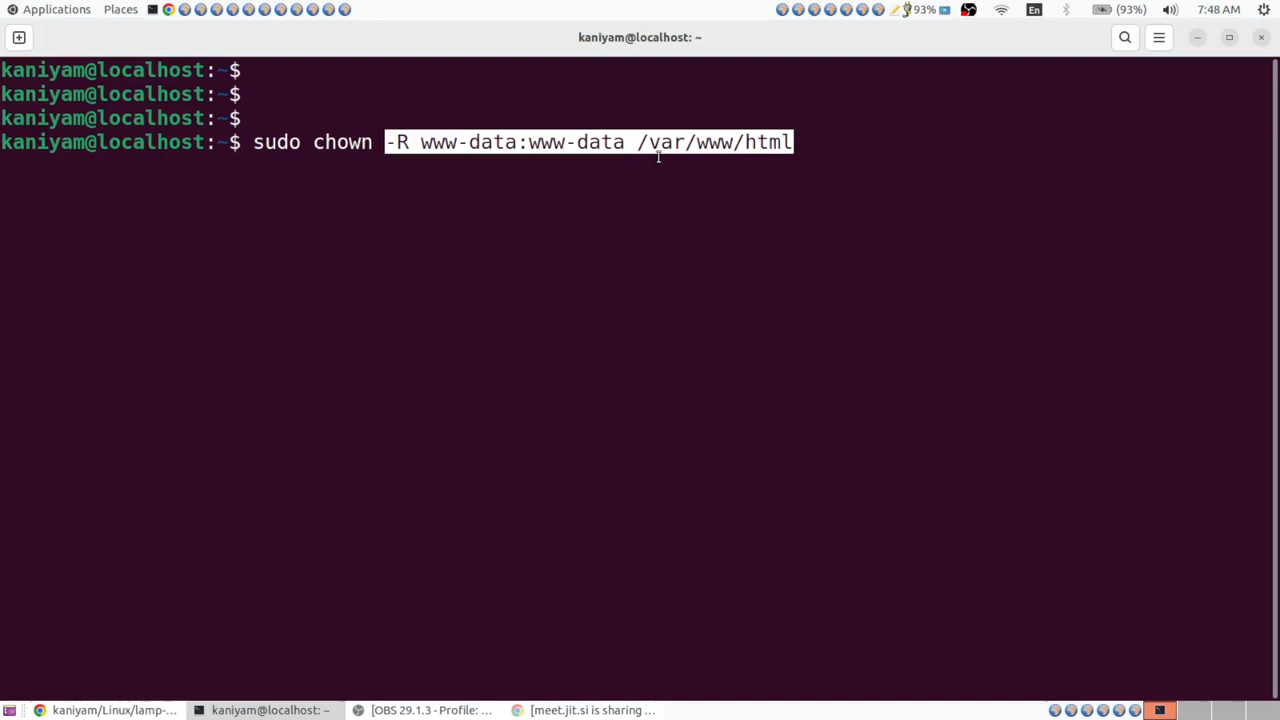 Applications Places 93% En (93%) 7:48 AM
kaniyam@localhost: ~
kaniyam@localhost:~$
kaniyam@localhost:~$
kaniyam@localhost:~$
kaniyam@localhost:~$ sudo chown -R www-data:www-data /var/www/html
kaniyam/Linux/lamp-... kaniyam@localhost: ~ [OBS 29.1.3 - Profile: ... [meet.jit.si is sharing ...